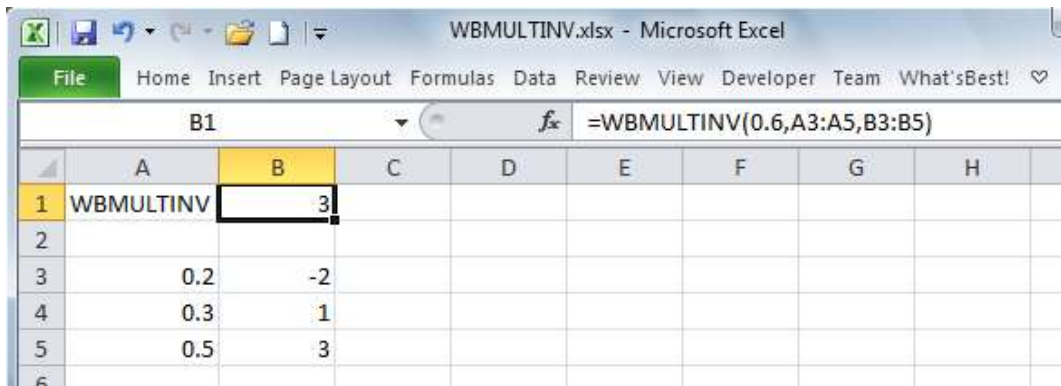 WBMULTINV.xlsx - Microsoft Excel
File Home Insert Page Layout Formulas Data Review View Developer Team What'sBest!
B1 fx =WBMULTINV(0.6,A3:A5,B3:B5)
A B C D E F G H
1 WBMULTINV 3
2
3 0.2 -2
4 0.3 1
5 0.5 3
6